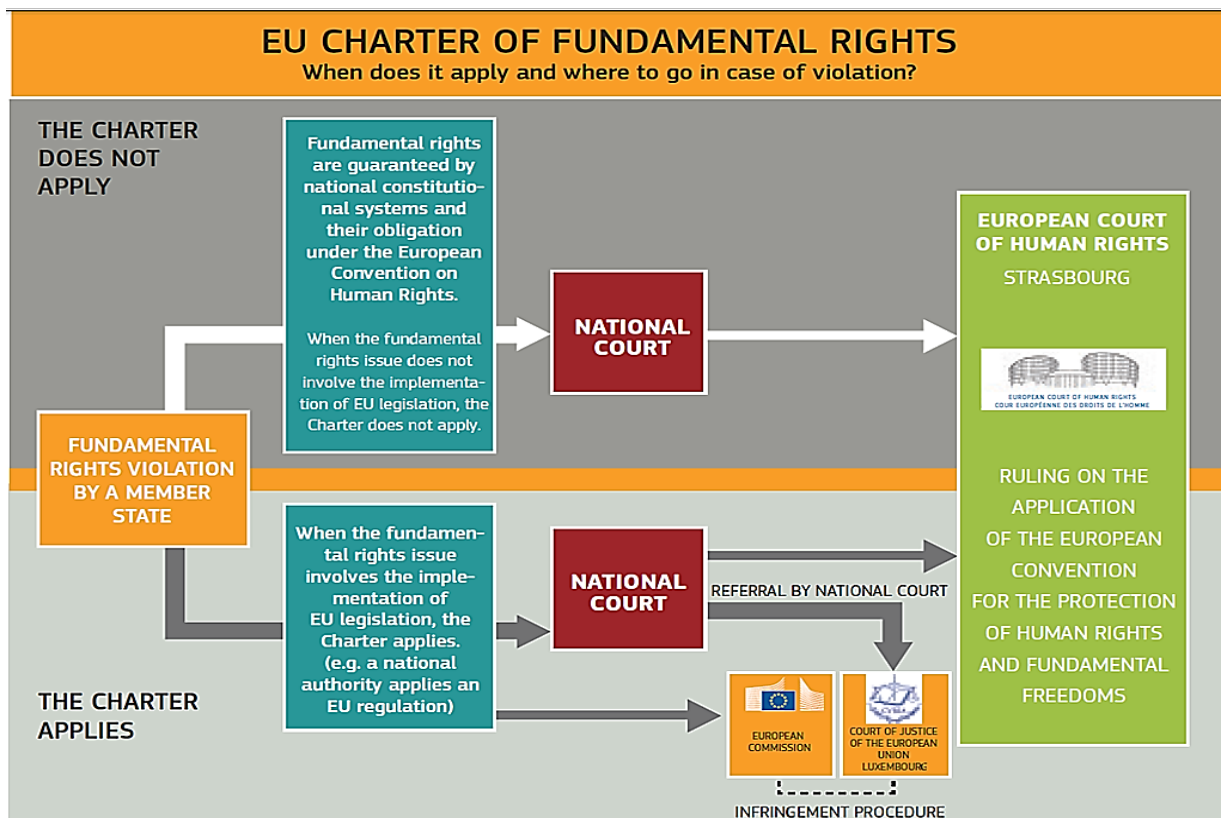 EU CHARTER OF FUNDAMENTAL RIGHTS
When does it apply and where to go in case of violation?
THE CHARTER
DOES NOT
APPLY
Fundamental rights
are guaranteed by
national constitutio-
nal systems and
their obligation
under the European
Convention on
Human Rights.
When the fundamental
rights issue does not
involve the implementa-
tion of EU legislation, the
Charter does not apply.
NATIONAL
COURT
EUROPEAN COURT
OF HUMAN RIGHTS
STRASBOURG
EUROPEAN COURT OF HUMAN RIGHTS
COUR EUROPÉENNE DES DROITS DE L'HOMME
RULING ON THE
APPLICATION
OF THE EUROPEAN
CONVENTION
FOR THE PROTECTION
OF HUMAN RIGHTS
AND FUNDAMENTAL
FREEDOMS
FUNDAMENTAL
RIGHTS VIOLATION
BY A MEMBER
STATE
When the fundamen-
tal rights issue
involves the imple-
mentation of
EU legislation, the
Charter applies.
(e.g. a national
authority applies an
EU regulation)
NATIONAL
COURT
REFERRAL BY NATIONAL COURT
THE CHARTER
APPLIES
EUROPEAN
COMMISSION
COURT OF JUSTICE
OF THE EUROPEAN
UNION
LUXEMBOURG
INFRINGEMENT PROCEDURE